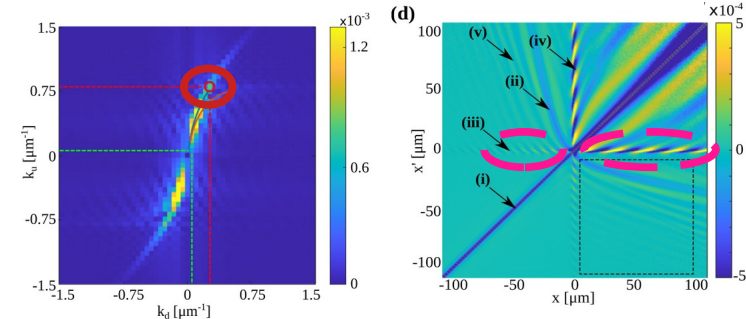 x10⁻³
1.5
0.75
0
-0.75
-1.5
kᵤ [μm⁻¹]
-1.5
-0.75
0
0.75
1.5
k_d [μm⁻¹]
1.2
0.6
0
(d)
100
50
0
-50
-100
x' [μm]
(v)
(iv)
(ii)
(iii)
(i)
-100
-50
0
50
100
x [μm]
x10⁻⁴
5
0
-5